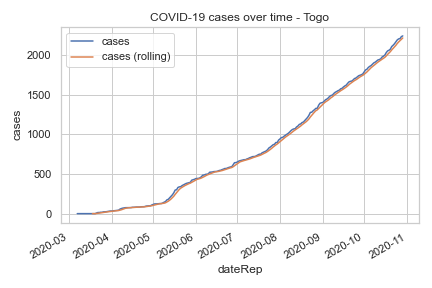 COVID-19 cases over time - Togo
cases
cases (rolling)
2000
1500
1000
500
0
cases
2020-03
2020-04
2020-05
2020-06
2020-07
2020-08
2020-09
2020-10
2020-11
dateRep